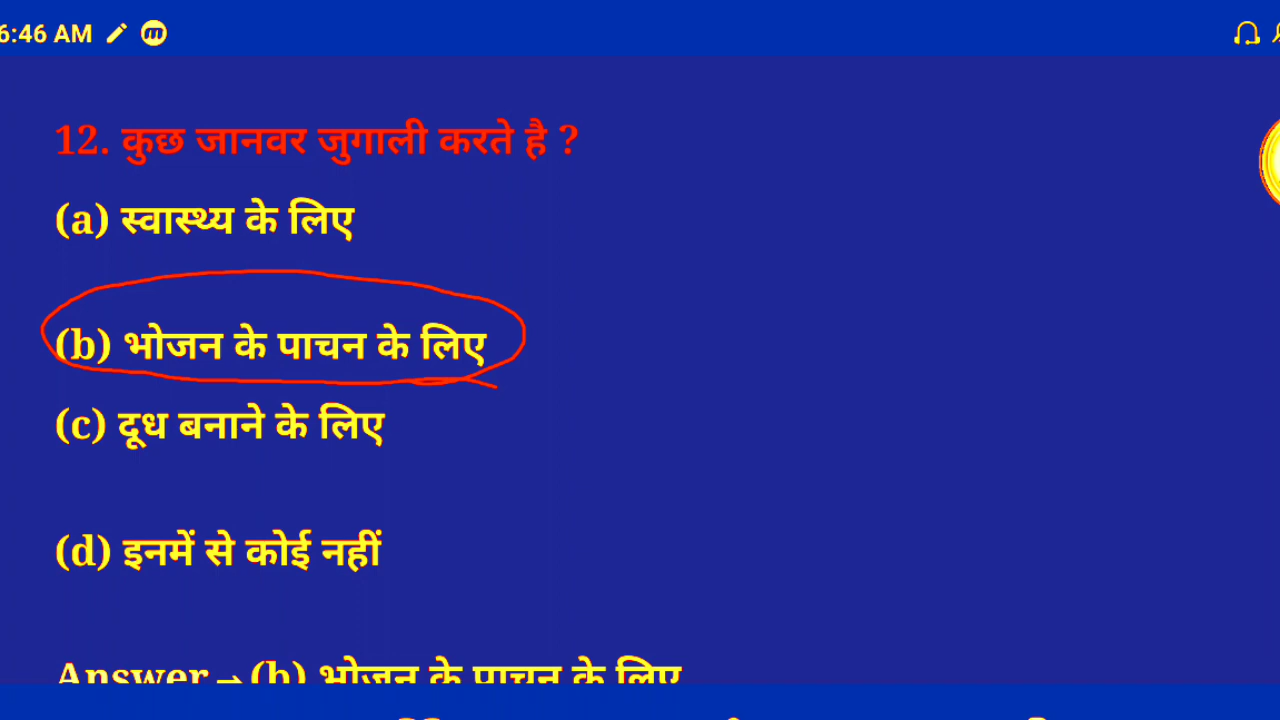 6:46 AM
12. कुछ जानवर जुगाली करते है ?
(a) स्वास्थ्य के लिए
(b) भोजन के पाचन के लिए
(c) दूध बनाने के लिए
(d) इनमें से कोई नहीं
Answer → (b) भोजन के पाचन के लिए